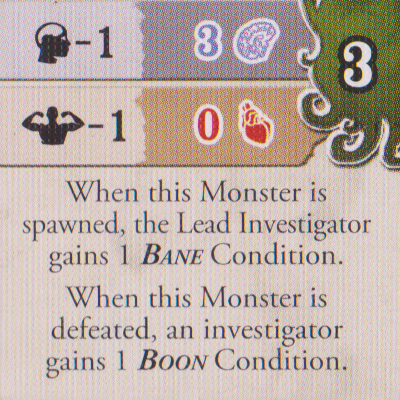 -1 3
3
-1 0
When this Monster is
spawned, the Lead Investigator
gains 1 BANE Condition.
When this Monster is
defeated, an investigator
gains 1 BOON Condition.